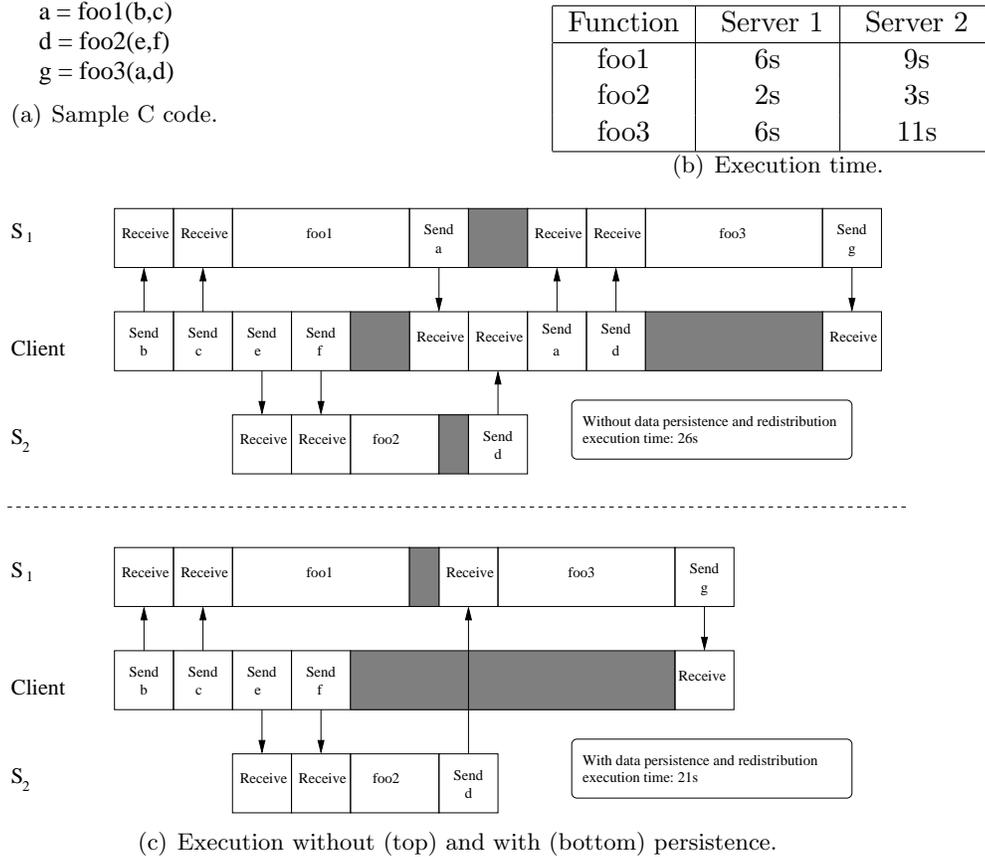 a = foo1(b,c)
d = foo2(e,f)
g = foo3(a,d)
(a) Sample C code.
Function Server 1 Server 2
foo1 6s 9s
foo2 2s 3s
foo3 6s 11s
(b) Execution time.
S1
Receive Receive foo1 Send a Receive Receive foo3 Send g
Client
Send b Send c Send e Send f Receive Receive Send a Send d Receive
S2
Receive Receive foo2 Send d
Without data persistence and redistribution
execution time: 26s
S1
Receive Receive foo1 Receive foo3 Send g
Client
Send b Send c Send e Send f Receive
S2
Receive Receive foo2 Send d
With data persistence and redistribution
execution time: 21s
(c) Execution without (top) and with (bottom) persistence.